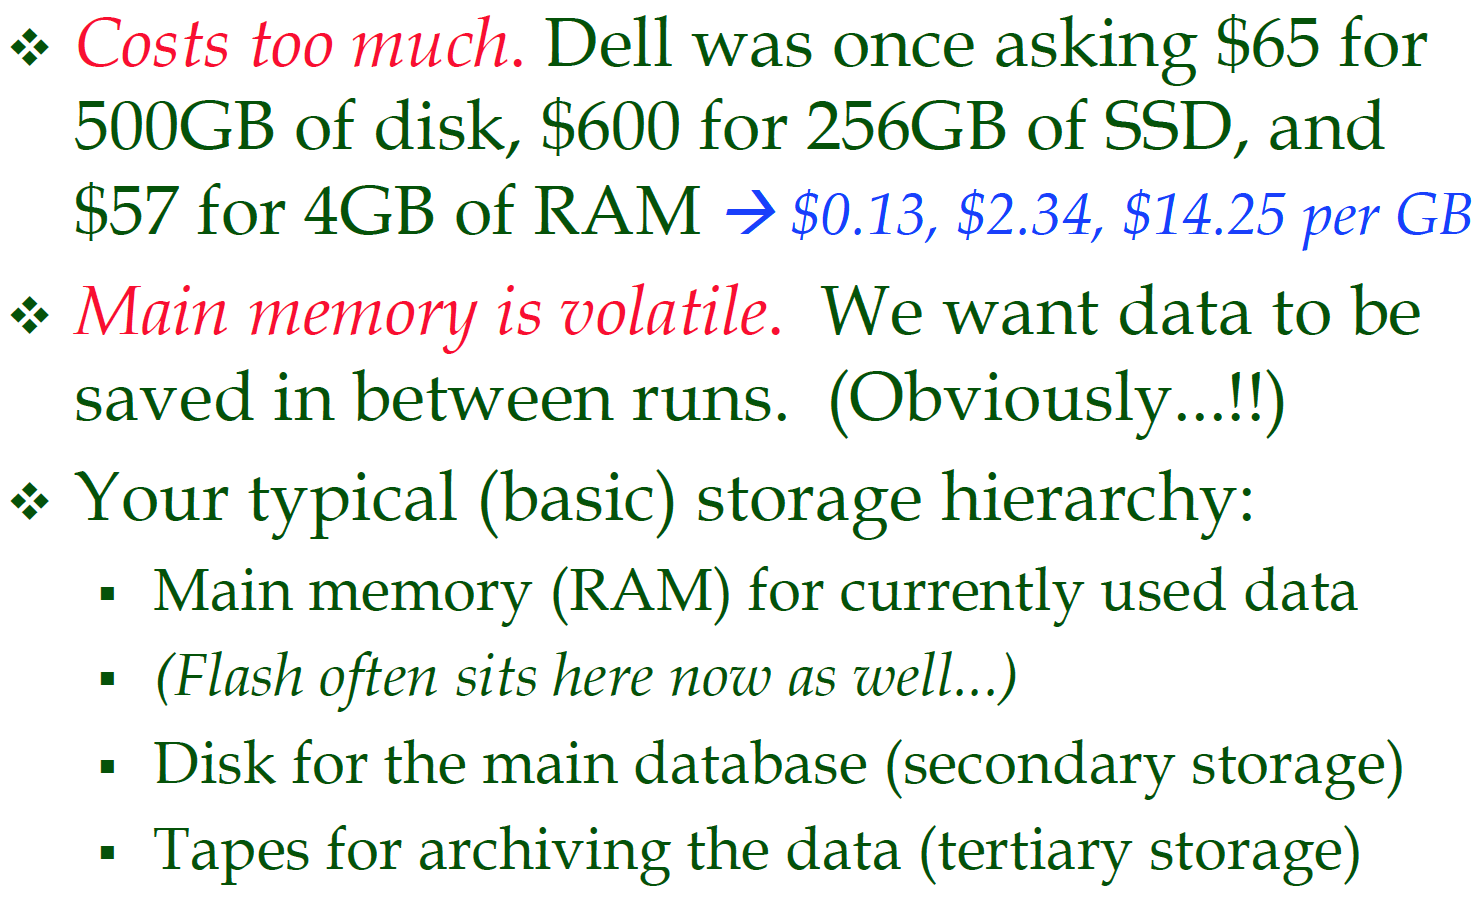 ❖ Costs too much. Dell was once asking $65 for
500GB of disk, $600 for 256GB of SSD, and
$57 for 4GB of RAM → $0.13, $2.34, $14.25 per GB
❖ Main memory is volatile. We want data to be
saved in between runs. (Obviously...!!)
❖ Your typical (basic) storage hierarchy:
▪ Main memory (RAM) for currently used data
▪ (Flash often sits here now as well...)
▪ Disk for the main database (secondary storage)
▪ Tapes for archiving the data (tertiary storage)